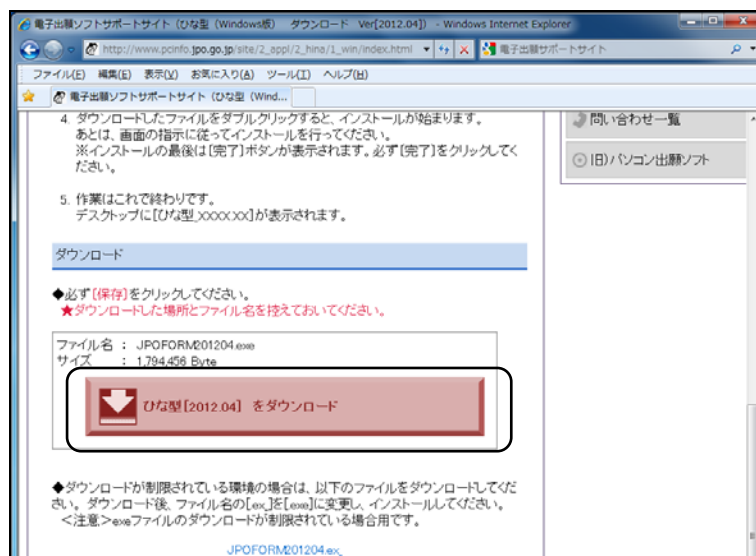 電子出願ソフトサポートサイト（ひな型（Windows版） ダウンロード Ver[2012.04]） - Windows Internet Explorer
http://www.pcinfo.jpo.go.jp/site/2_appl/2_hina/1_win/index.html
電子出願サポートサイト
ファイル(F) 編集(E) 表示(V) お気に入り(A) ツール(T) ヘルプ(H)
電子出願ソフトサポートサイト（ひな型（Wind...
4. ダウンロードしたファイルをダブルクリックすると、インストールが始まります。
あとは、画面の指示に従ってインストールを行ってください。
※インストールの最後は[完了]ボタンが表示されます。必ず[完了]をクリックしてく
ださい。
5. 作業はこれで終わりです。
デスクトップに[ひな型_xxxx.xx]が表示されます。
問い合わせ一覧
旧)パソコン出願ソフト
ダウンロード
◆必ず[保存]をクリックしてください。
★ダウンロードした場所とファイル名を控えておいてください。
ファイル名 ： JPOFORM201204.exe
サイズ ： 1,794,456 Byte
ひな型[2012.04] をダウンロード
◆ダウンロードが制限されている環境の場合は、以下のファイルをダウンロードしてくだ
さい。ダウンロード後、ファイル名の[ex_]を[exe]に変更し、インストールしてください。
＜注意＞exeファイルのダウンロードが制限されている場合用です。
JPOFORM201204.ex_